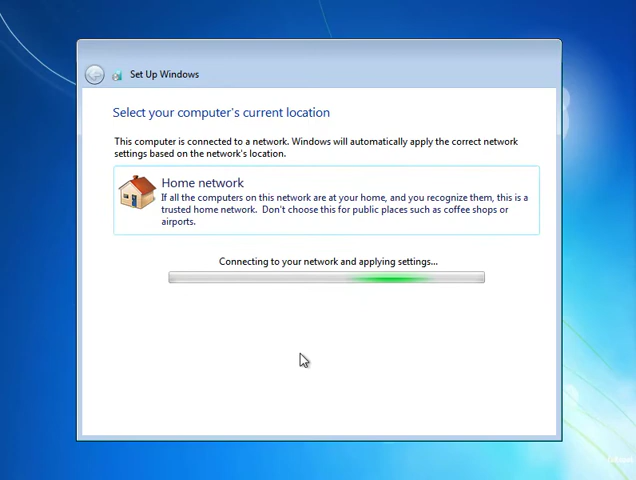 Set Up Windows
Select your computer's current location
This computer is connected to a network. Windows will automatically apply the correct network
settings based on the network's location.
Home network
If all the computers on this network are at your home, and you recognize them, this is a
trusted home network. Don't choose this for public places such as coffee shops or
airports.
Connecting to your network and applying settings...